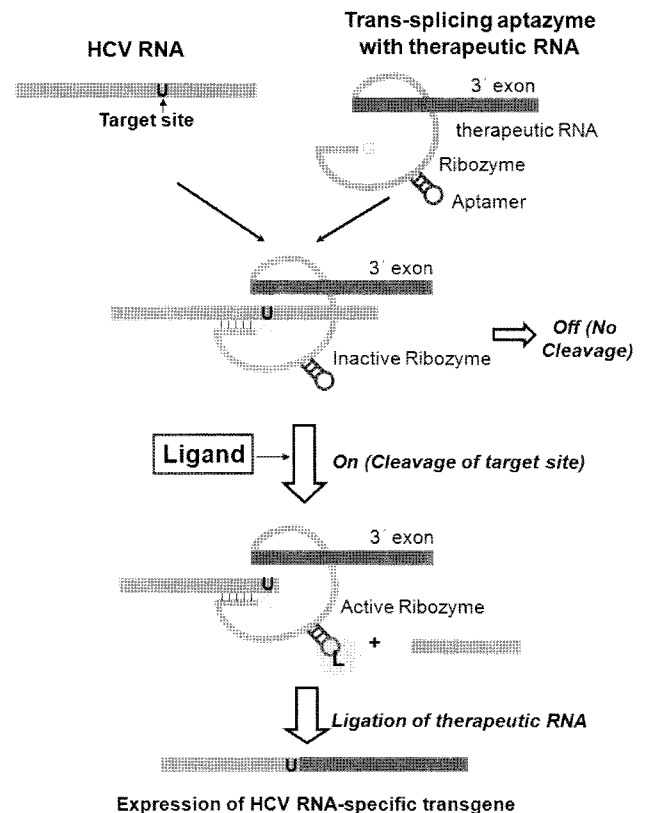 HCV RNA
Trans-splicing aptazyme
with therapeutic RNA
U
Target site
3´ exon
therapeutic RNA
Ribozyme
Aptamer
3´ exon
U
Inactive Ribozyme
Off (No
Cleavage)
Ligand
On (Cleavage of target site)
3´ exon
U
Active Ribozyme
L
+
Ligation of therapeutic RNA
U
Expression of HCV RNA-specific transgene